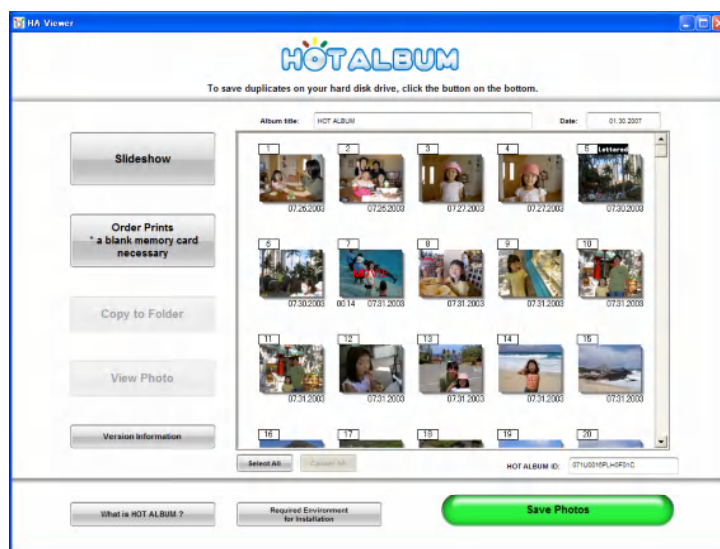 HA Viewer
HOT ALBUM
To save duplicates on your hard disk drive, click the button on the bottom.
Album title: HOT ALBUM Date: 01.30.2007
Slideshow
Order Prints
* a blank memory card
necessary
Copy to Folder
View Photo
Version Information
1 2 3 4 5 Lettered
07.26.2003 07.26.2003 07.27.2003 07.27.2003 07.30.2003
6 7 8 9 10
07.30.2003 00:14 07.31.2003 07.31.2003 07.31.2003 07.31.2003
11 12 13 14 15
07.31.2003 07.31.2003 07.31.2003 07.31.2003 07.31.2003
16 17 18 19 20
Select All Cancel All
HOT ALBUM ID:
What is HOT ALBUM ?
Required Environment
for Installation
Save Photos